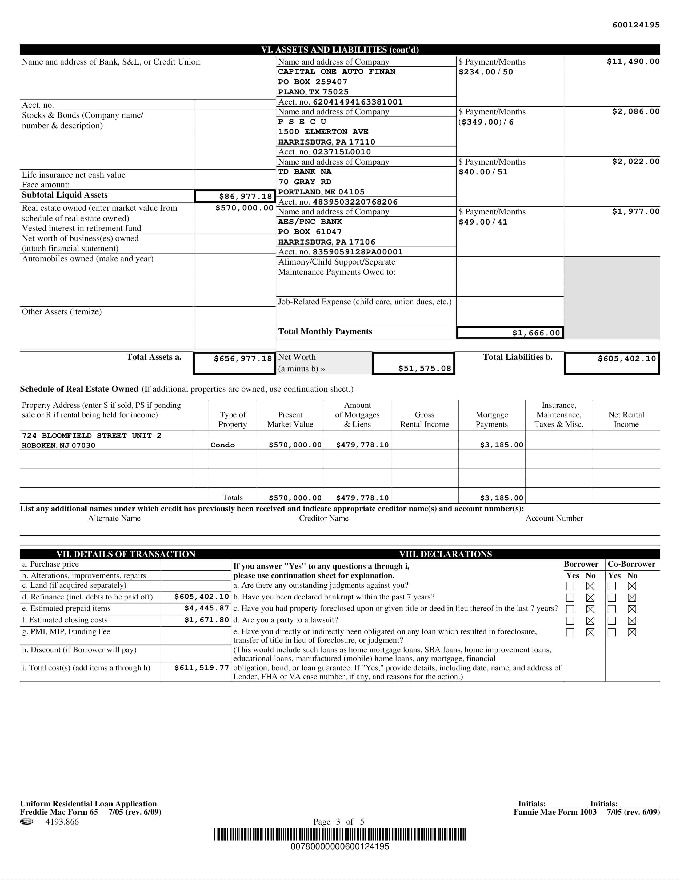 600124195
VI. ASSETS AND LIABILITIES (cont'd)
Name and address of Bank, S&L, or Credit Union
Acct. no.
Stocks & Bonds (Company name/
number & description)
Life insurance net cash value
Face amount:
Subtotal Liquid Assets $86,977.18
Real estate owned (enter market value from $570,000.00
schedule of real estate owned)
Vested interest in retirement fund
Net worth of business(es) owned
(attach financial statement)
Automobiles owned (make and year)
Other Assets (itemize)
Name and address of Company $ Payment/Months $11,490.00
CAPITAL ONE AUTO FINAN $234.00/50
PO BOX 259407
PLANO, TX 75025
Acct. no. 62041494163381001
Name and address of Company $ Payment/Months $2,086.00
P S E C U ($349.00)/6
1500 ELMERTON AVE
HARRISBURG, PA 17110
Acct. no. 023715L0010
Name and address of Company $ Payment/Months $2,022.00
TD BANK NA $40.00/51
70 GRAY RD
PORTLAND, ME 04105
Acct. no. 4839503220768206
Name and address of Company $ Payment/Months $1,977.00
AES/PNC BANK $49.00/41
PO BOX 61047
HARRISBURG, PA 17106
Acct. no. 8359059128PA00001
Alimony/Child Support/Separate
Maintenance Payments Owed to:
Job-Related Expense (child care, union dues, etc.)
Total Monthly Payments $1,666.00
Total Assets a. $656,977.18 Net Worth
(a minus b) » $51,575.08 Total Liabilities b. $605,402.10
Schedule of Real Estate Owned (If additional properties are owned, use continuation sheet.)
Property Address (enter S if sold, PS if pending
sale or R if rental being held for income)
Type of
Property
Present
Market Value
Amount
of Mortgages
& Liens
Gross
Rental Income
Mortgage
Payments
Insurance,
Maintenance,
Taxes & Misc.
Net Rental
Income
724 BLOOMFIELD STREET UNIT 2
HOBOKEN, NJ 07030 Condo $570,000.00 $479,778.10 $3,185.00
Totals $570,000.00 $479,778.10 $3,185.00
List any additional names under which credit has previously been received and indicate appropriate creditor name(s) and account number(s):
Alternate Name Creditor Name Account Number
VII. DETAILS OF TRANSACTION
a. Purchase price
b. Alterations, improvements, repairs
c. Land (if acquired separately)
d. Refinance (incl. debts to be paid off) $605,402.10
e. Estimated prepaid items $4,445.87
f. Estimated closing costs $1,671.80
g. PMI, MIP, Funding Fee
h. Discount (if Borrower will pay)
i. Total cost(s) (add items a through h) $611,519.77
VIII. DECLARATIONS
If you answer "Yes" to any questions a through i,
please use continuation sheet for explanation.
Borrower Co-Borrower
Yes No Yes No
a. Are there any outstanding judgments against you?
b. Have you been declared bankrupt within the past 7 years?
c. Have you had property foreclosed upon or given title or deed in lieu thereof in the last 7 years?
d. Are you a party to a lawsuit?
e. Have you directly or indirectly been obligated on any loan which resulted in foreclosure,
transfer of title in lieu of foreclosure, or judgment?
(This would include such loans as home mortgage loans, SBA loans, home improvement loans,
educational loans, manufactured (mobile) home loans, any mortgage, financial
obligation, bond, or loan guarantee. If "Yes," provide details, including date, name, and address of
Lender, FHA or VA case number, if any, and reasons for the action.)
Uniform Residential Loan Application
Freddie Mac Form 65 7/05 (rev. 6/09)
4193.866
Page 3 of 5
Initials: Initials:
Fannie Mae Form 1003 7/05 (rev. 6/09)
00780000000600124195